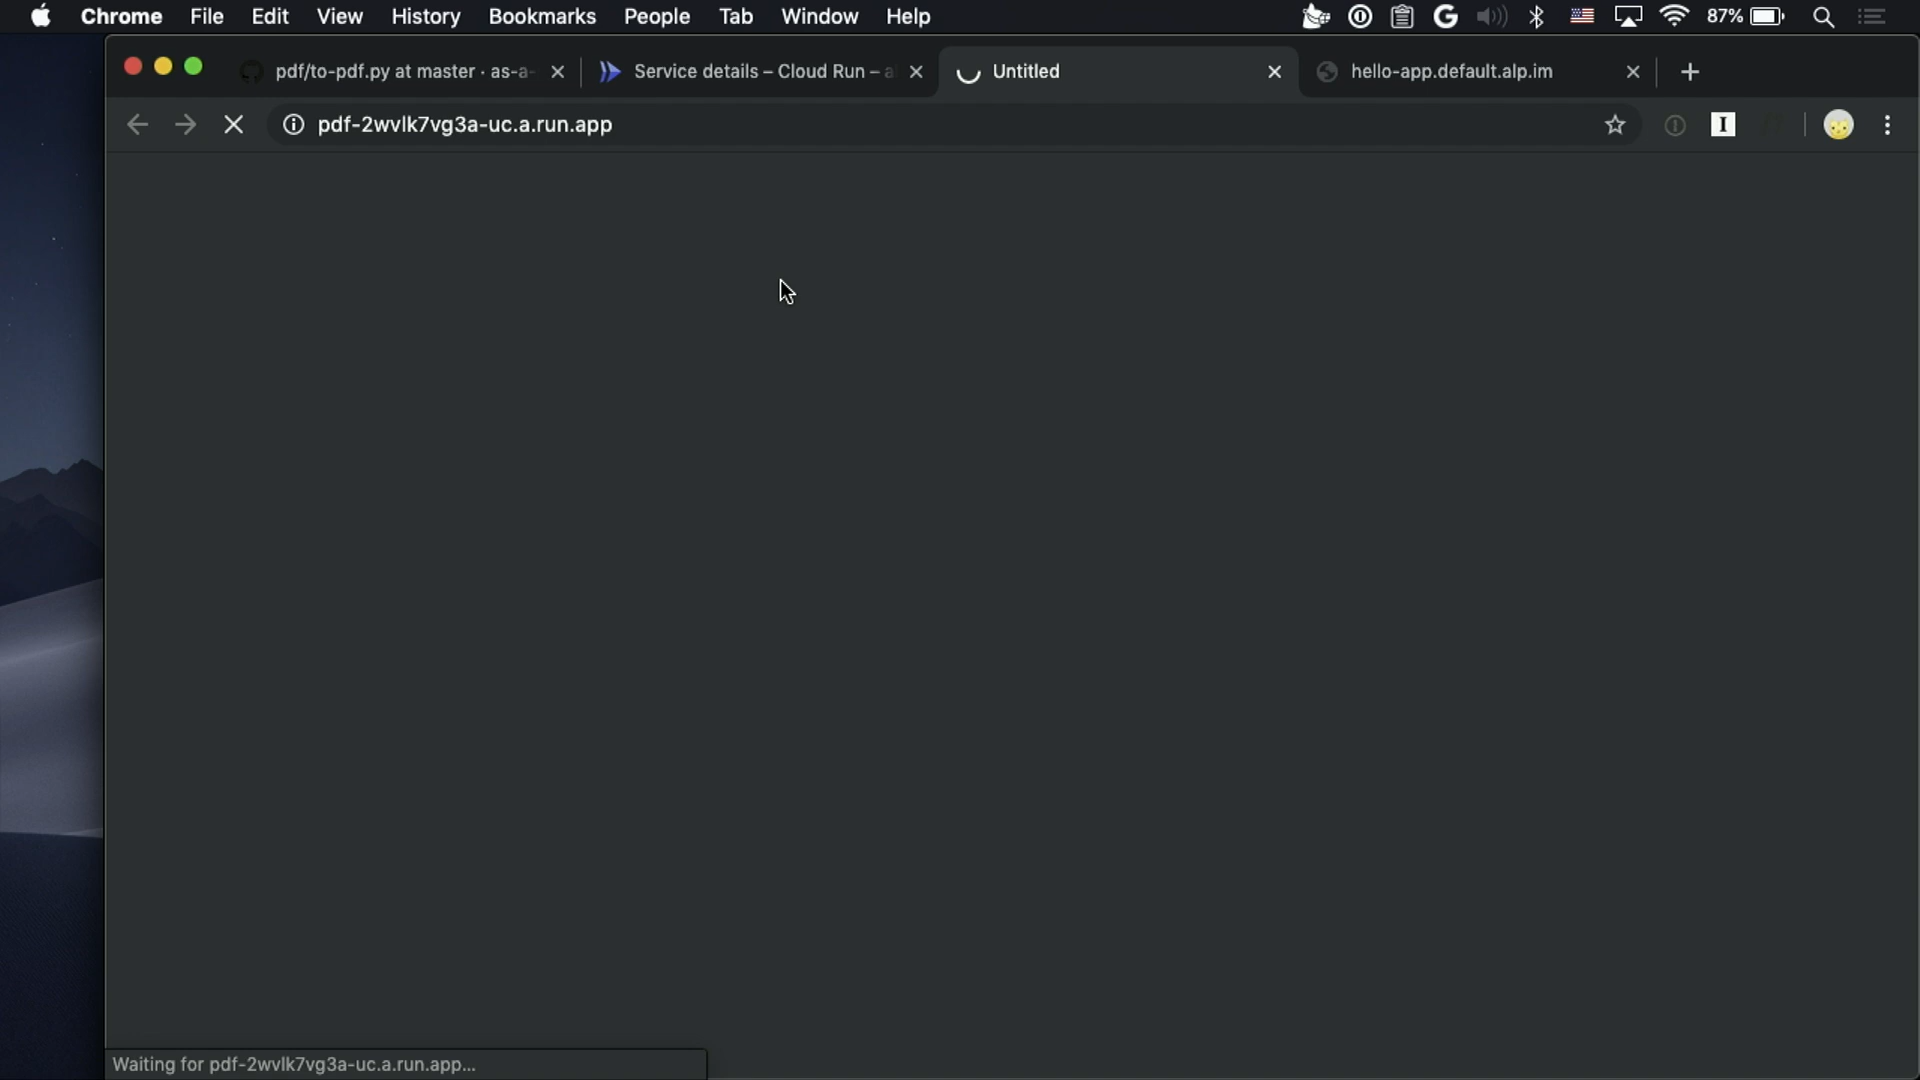 Chrome File Edit View History Bookmarks People Tab Window Help 87%
pdf/to-pdf.py at master · as-a- Service details – Cloud Run – a Untitled hello-app.default.alp.im
pdf-2wvlk7vg3a-uc.a.run.app
Waiting for pdf-2wvlk7vg3a-uc.a.run.app...